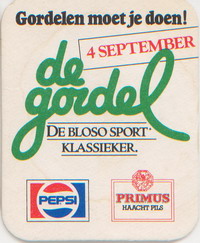 Gordelen moet je doen!
4 SEPTEMBER
de
gordel
DE BLOSO SPORT-
KLASSIEKER.
PEPSI
PRIMUS
HAACHT PILS